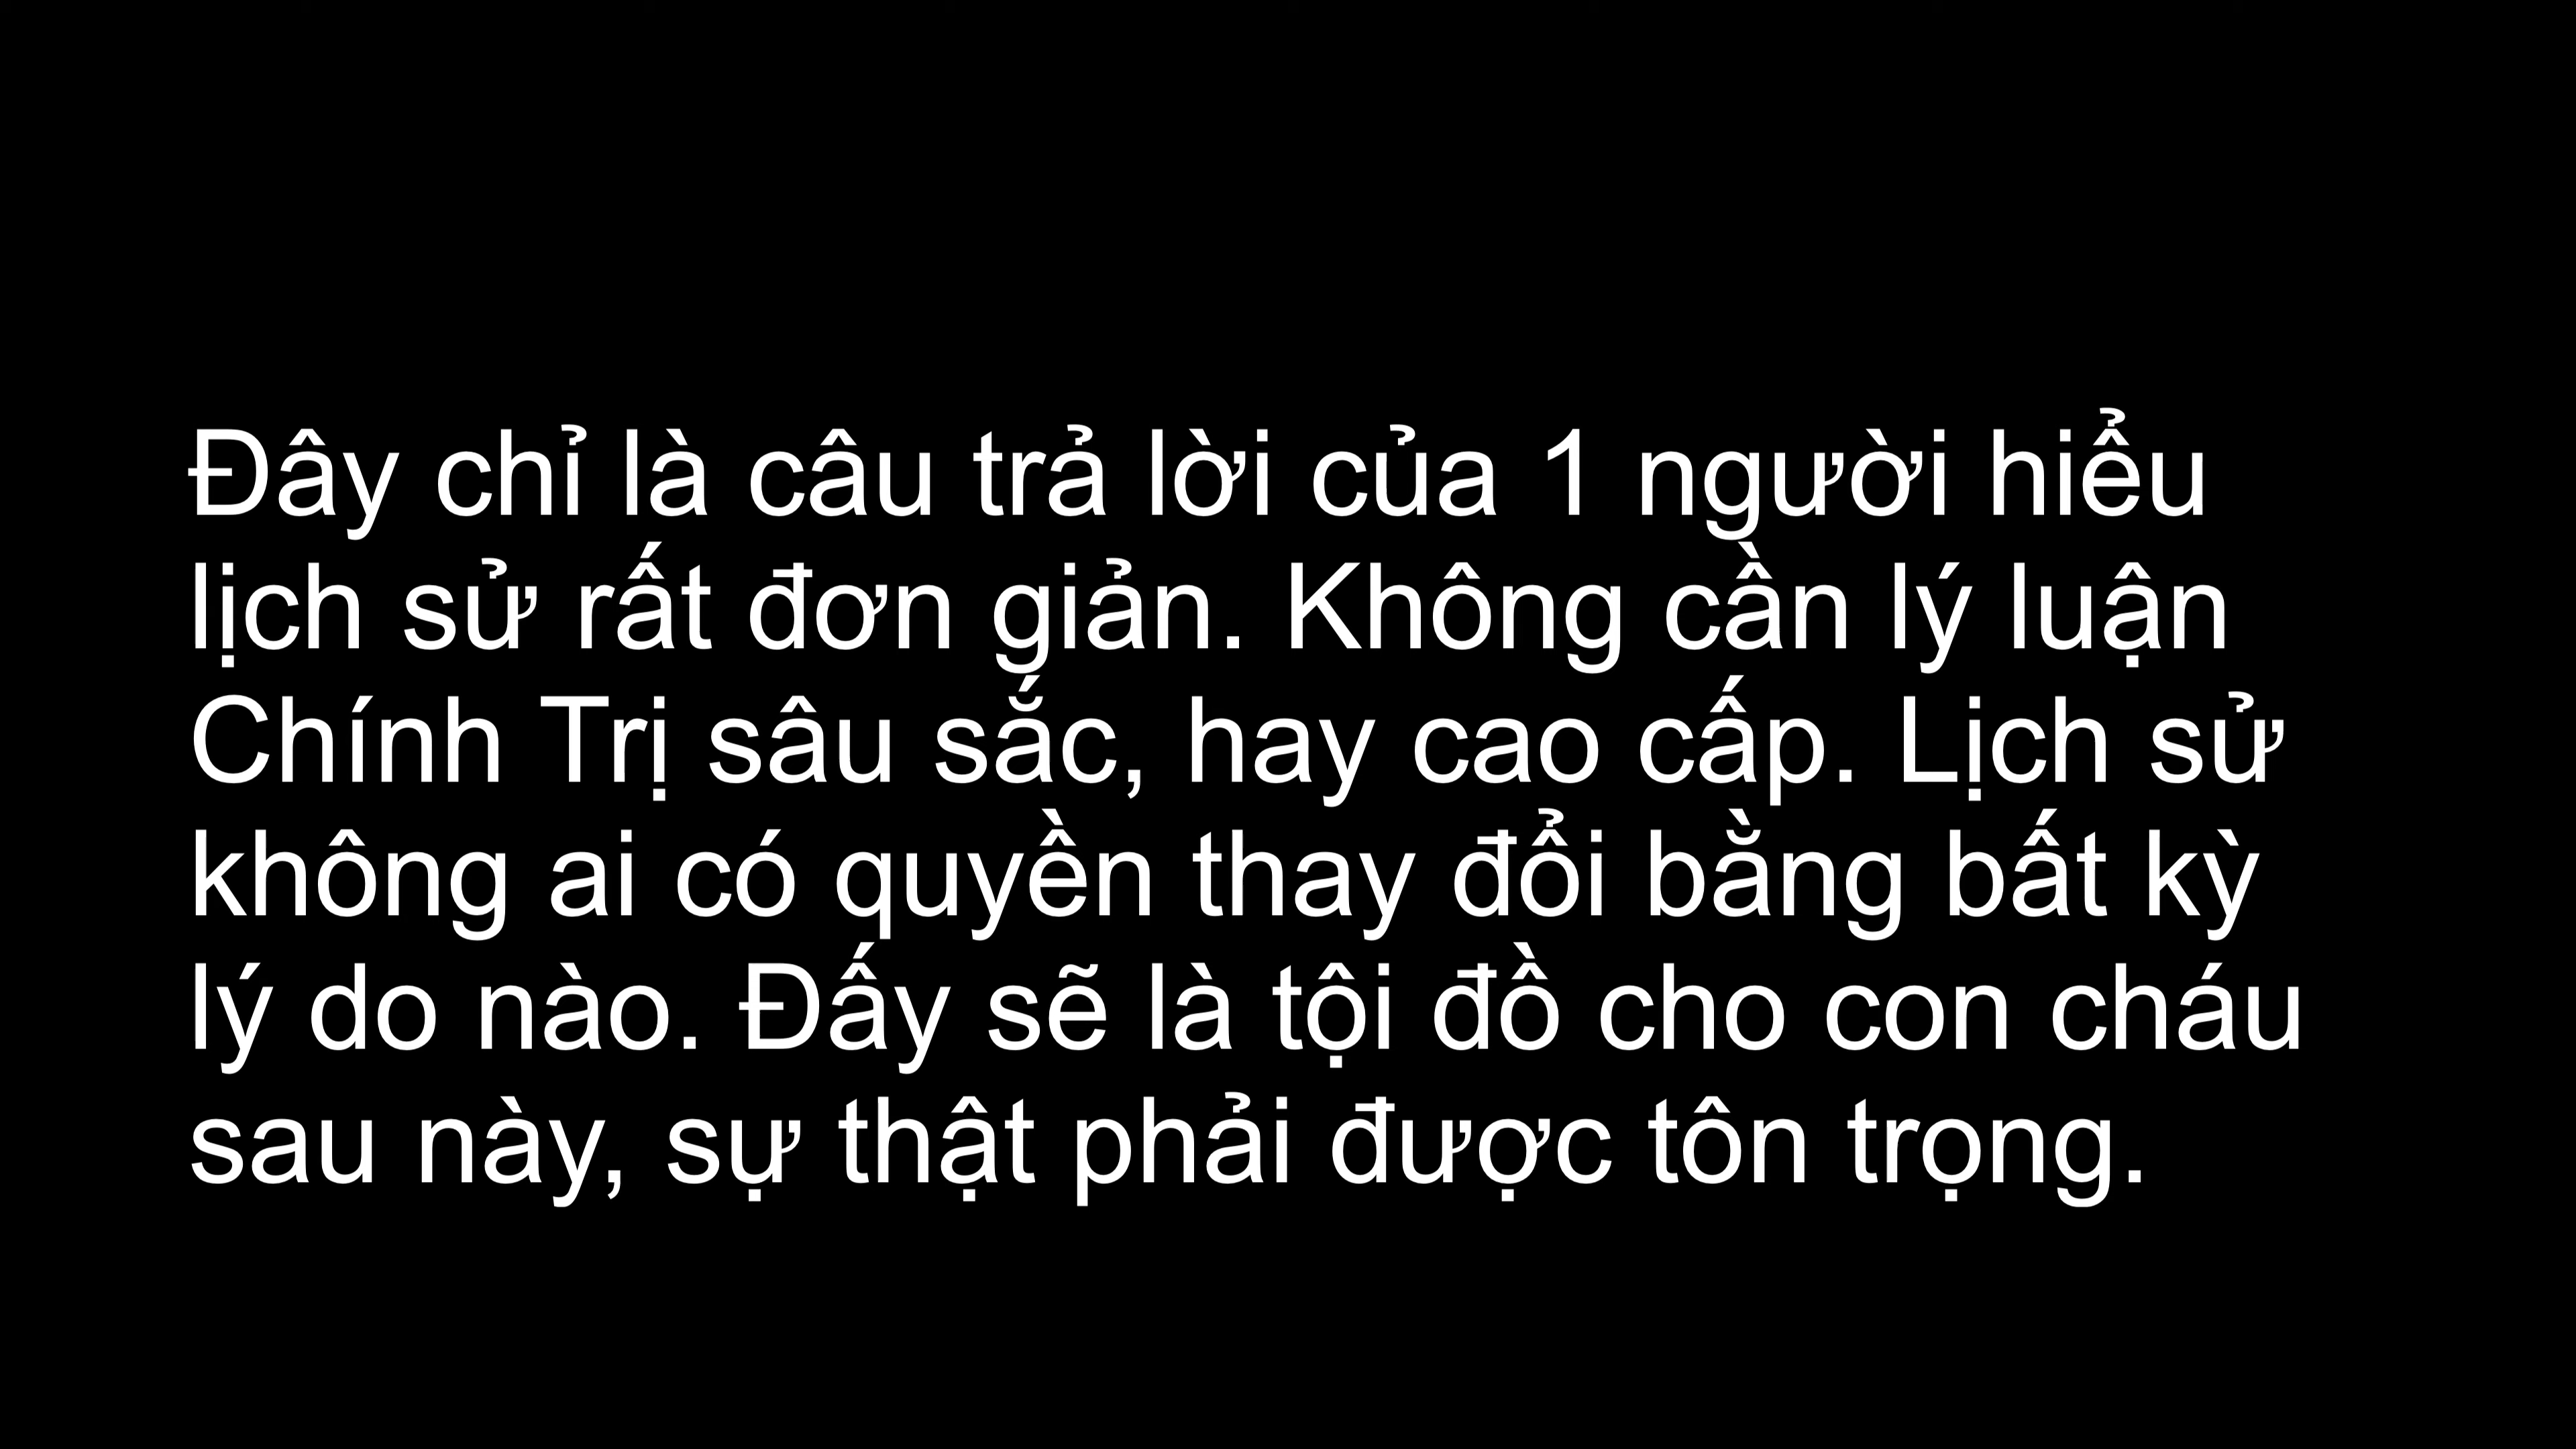 Đây chỉ là câu trả lời của 1 người hiểu
lịch sử rất đơn giản. Không cần lý luận
Chính Trị sâu sắc, hay cao cấp. Lịch sử
không ai có quyền thay đổi bằng bất kỳ
lý do nào. Đấy sẽ là tội đồ cho con cháu
sau này, sự thật phải được tôn trọng.